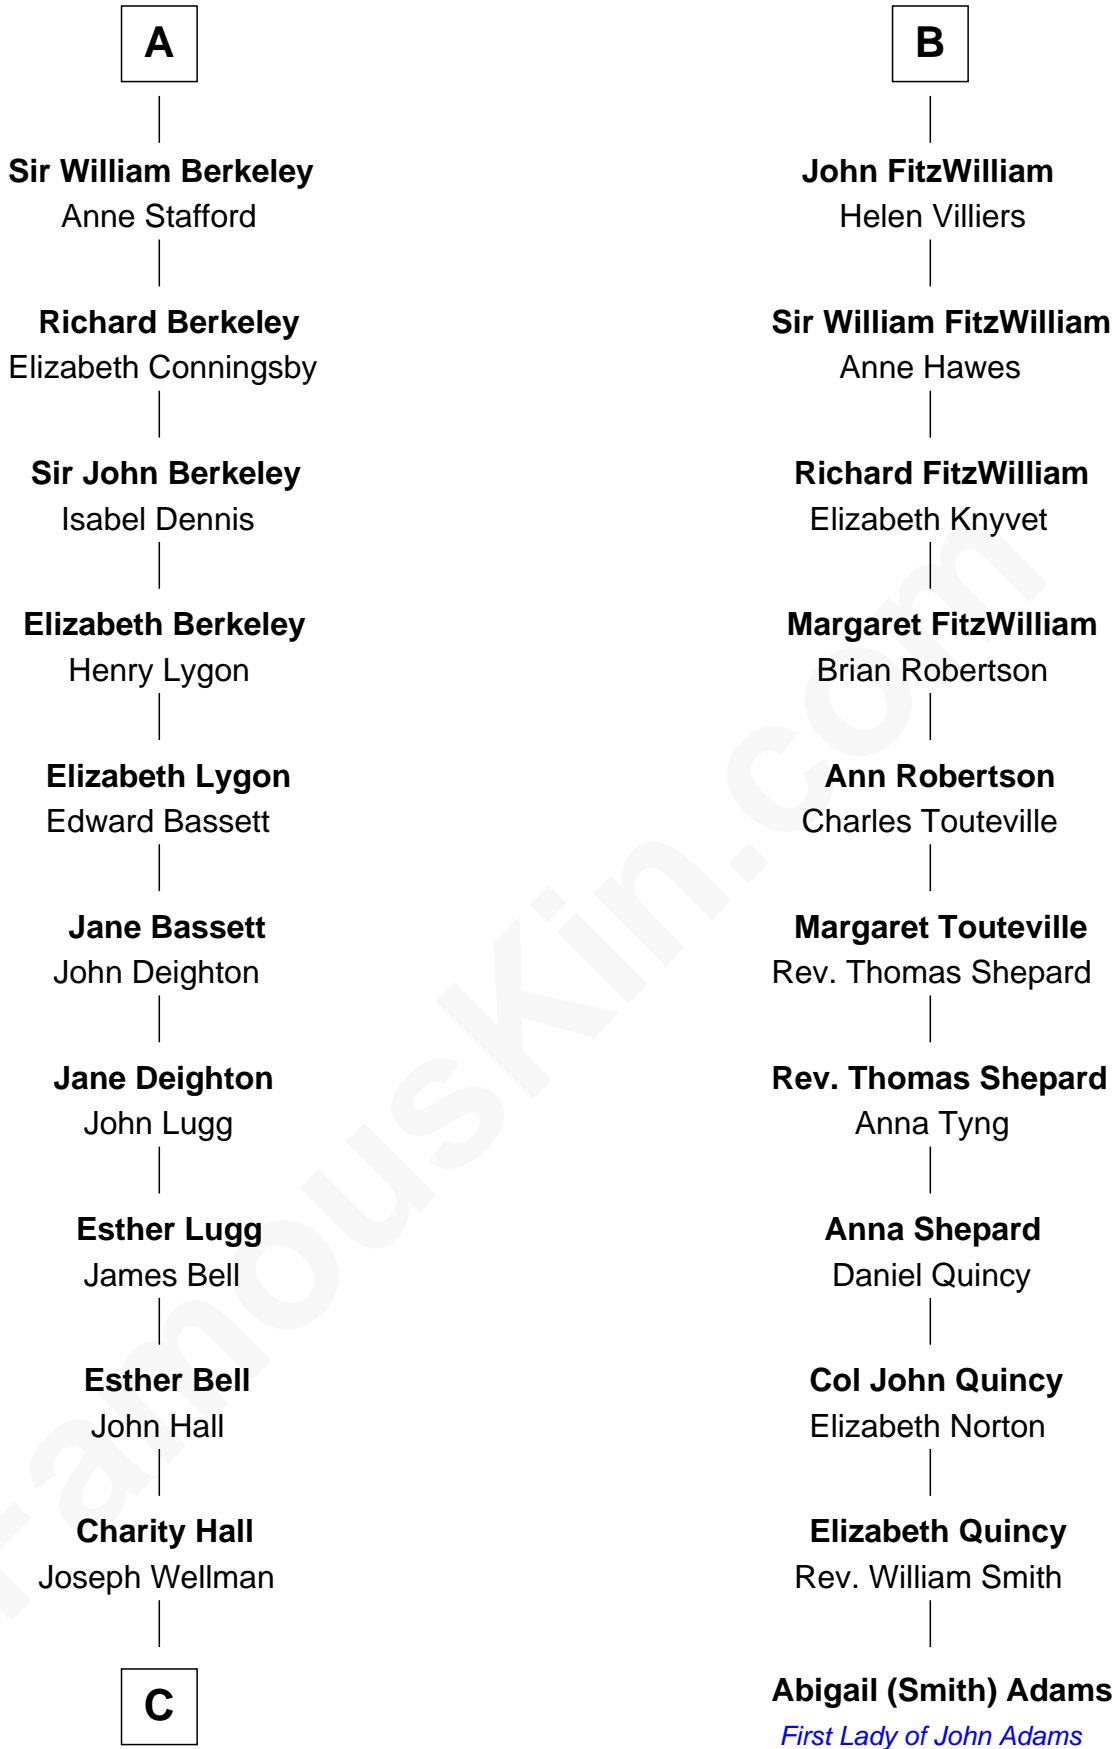 A
Sir William Berkeley
Anne Stafford
Richard Berkeley
Elizabeth Conningsby
Sir John Berkeley
Isabel Dennis
Elizabeth Berkeley
Henry Lygon
Elizabeth Lygon
Edward Bassett
Jane Bassett
John Deighton
Jane Deighton
John Lugg
Esther Lugg
James Bell
Esther Bell
John Hall
Charity Hall
Joseph Wellman
C
B
John FitzWilliam
Helen Villiers
Sir William FitzWilliam
Anne Hawes
Richard FitzWilliam
Elizabeth Knyvet
Margaret FitzWilliam
Brian Robertson
Ann Robertson
Charles Touteville
Margaret Touteville
Rev. Thomas Shepard
Rev. Thomas Shepard
Anna Tyng
Anna Shepard
Daniel Quincy
Col John Quincy
Elizabeth Norton
Elizabeth Quincy
Rev. William Smith
Abigail (Smith) Adams
First Lady of John Adams
FamousKin.com